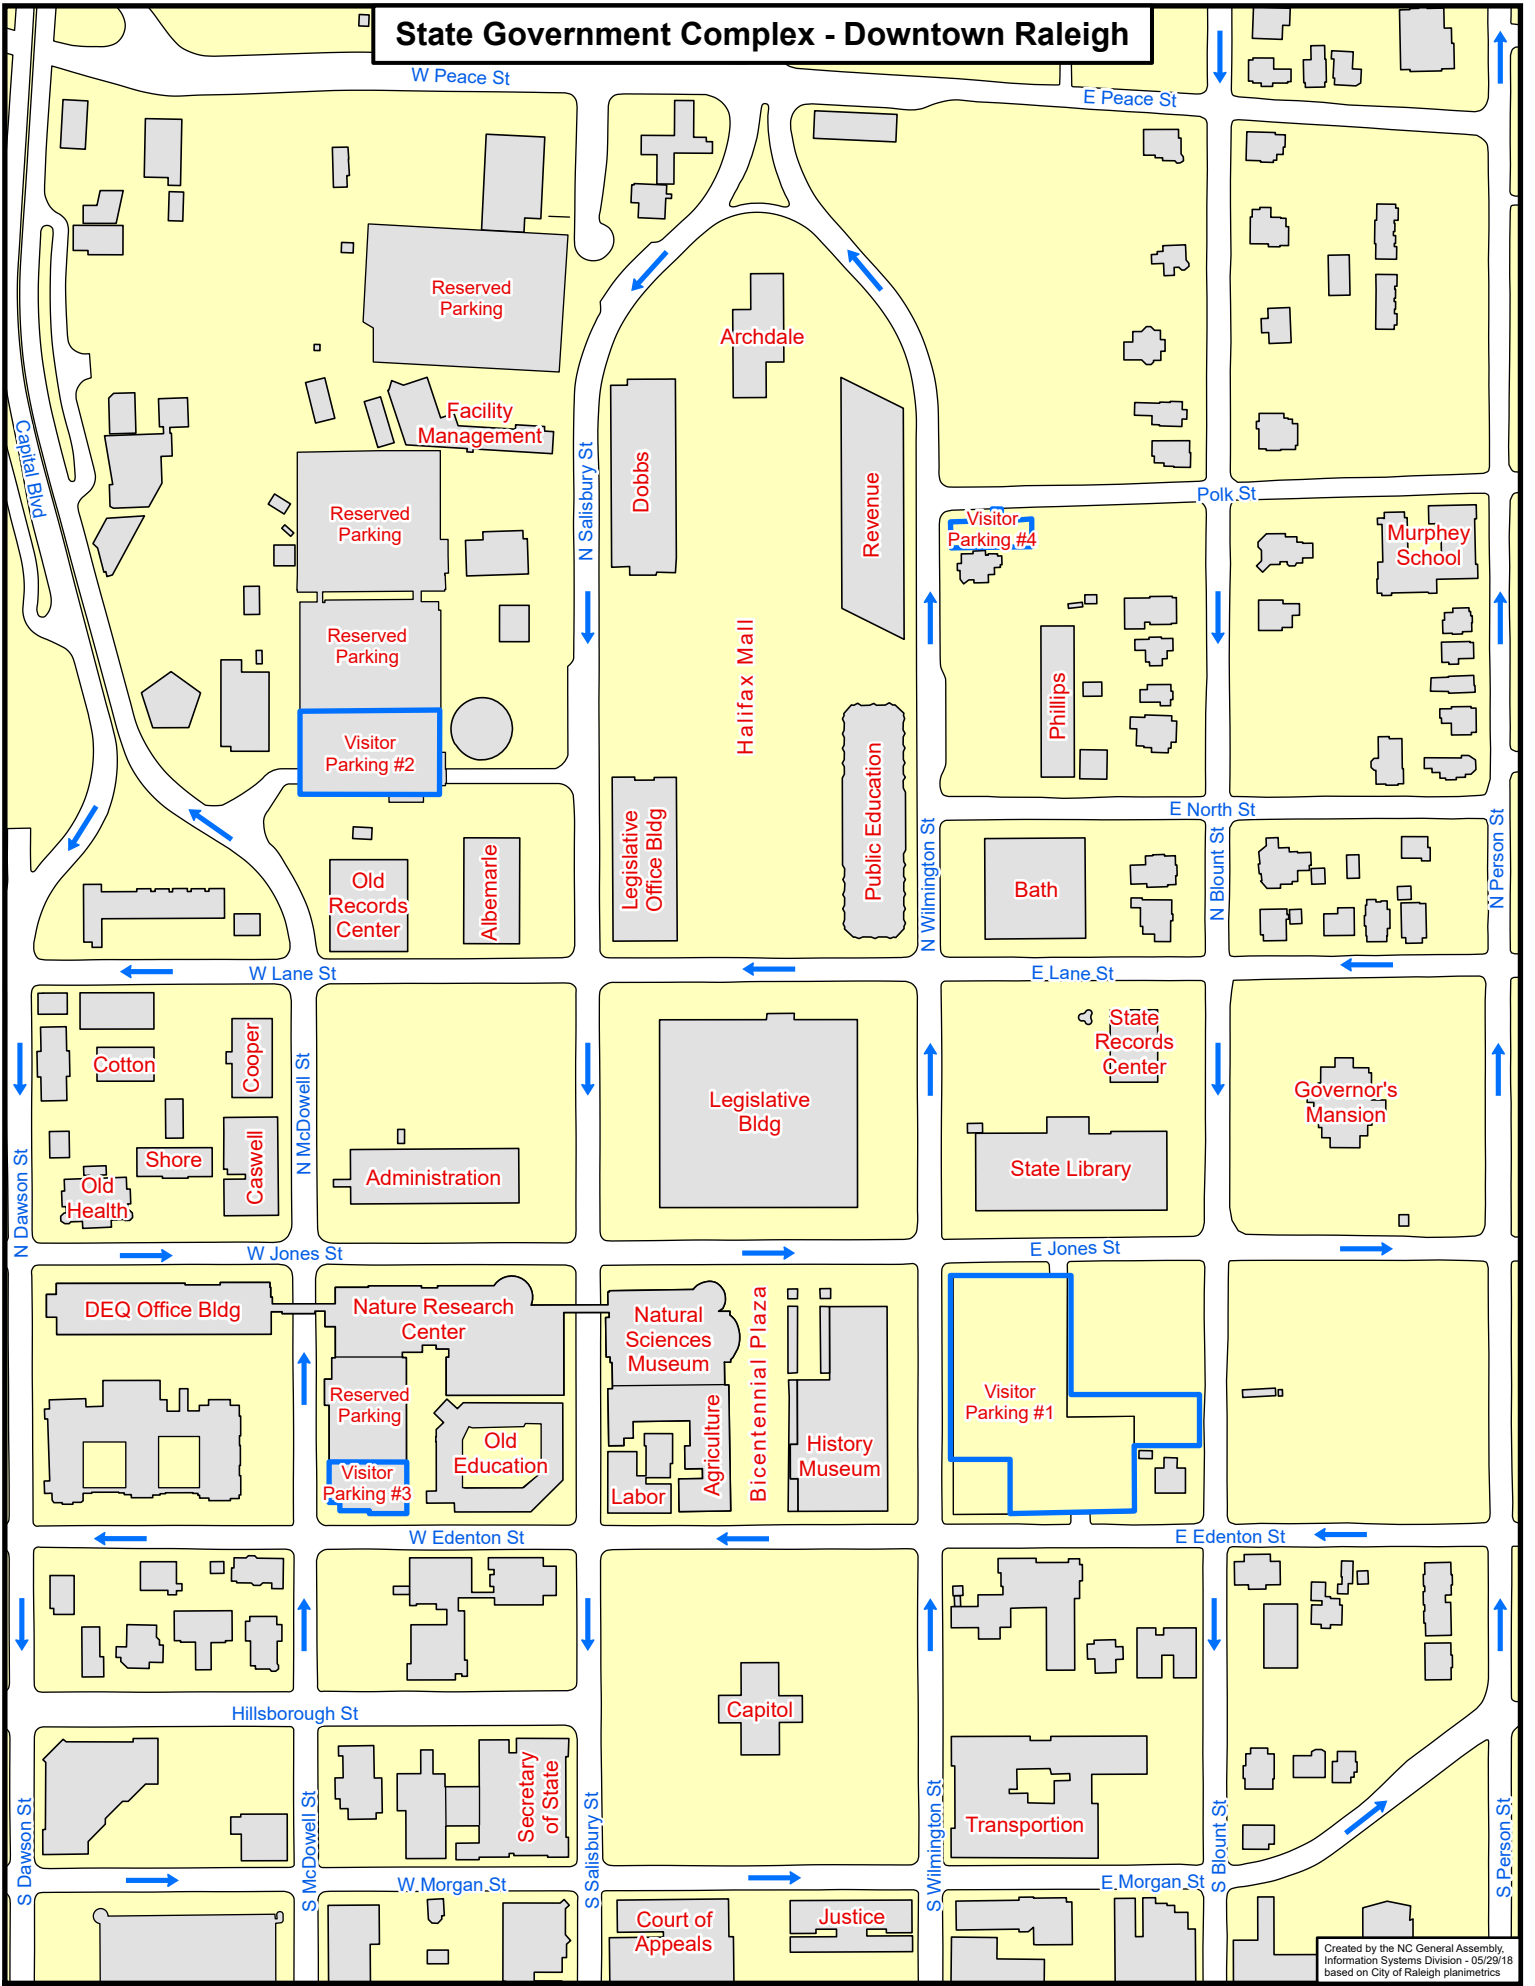 State Government Complex - Downtown Raleigh
W Peace St
E Peace St
Reserved
Parking
Archdale
Facility
Management
Capital Blvd
N Salisbury St
Dobbs
Revenue
Polk St
Reserved
Parking
Visitor
Parking #4
Murphey
School
Reserved
Parking
Halifax Mall
Phillips
Visitor
Parking #2
Public Education
E North St
Legislative
Office Bldg
N Wilmington St
N Blount St
N Person St
Old
Records
Center
Albemarle
Bath
W Lane St
E Lane St
Cotton
Cooper
N McDowell St
Legislative
Bldg
State
Records
Center
Governor's
Mansion
N Dawson St
Shore
Caswell
Old
Health
Administration
State Library
W Jones St
E Jones St
DEQ Office Bldg
Nature Research
Center
Natural
Sciences
Museum
Bicentennial Plaza
Reserved
Parking
Visitor
Parking #1
Old
Education
Agriculture
History
Museum
Visitor
Parking #3
Labor
W Edenton St
E Edenton St
Capitol
Hillsborough St
Secretary
of State
S Dawson St
S McDowell St
S Salisbury St
S Wilmington St
Transportion
S Blount St
S Person St
W Morgan St
E Morgan St
Court of
Appeals
Justice
Created by the NC General Assembly,
Information Systems Division - 05/29/18
based on City of Raleigh planimetrics